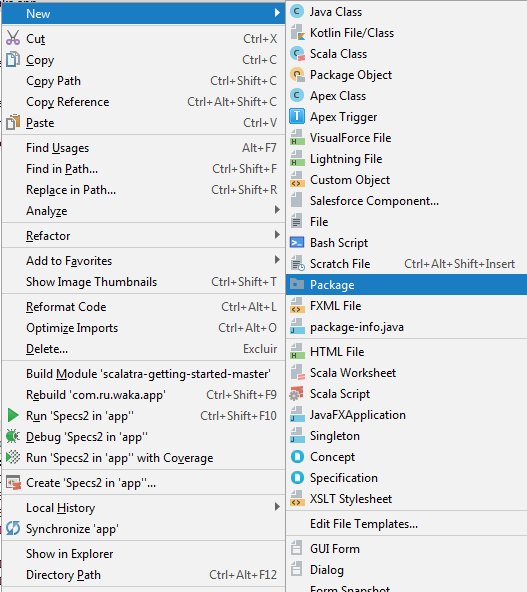 New
Cut Ctrl+X
Copy Ctrl+C
Copy Path Ctrl+Shift+C
Copy Reference Ctrl+Alt+Shift+C
Paste Ctrl+V
Find Usages Alt+F7
Find in Path... Ctrl+Shift+F
Replace in Path... Ctrl+Shift+R
Analyze
Refactor
Add to Favorites
Show Image Thumbnails Ctrl+Shift+T
Reformat Code Ctrl+Alt+L
Optimize Imports Ctrl+Alt+O
Delete... Excluir
Build Module 'scalatra-getting-started-master'
Rebuild 'com.ru.waka.app' Ctrl+Shift+F9
Run 'Specs2 in 'app'' Ctrl+Shift+F10
Debug 'Specs2 in 'app''
Run 'Specs2 in 'app'' with Coverage
Create 'Specs2 in 'app''...
Local History
Synchronize 'app'
Show in Explorer
Directory Path Ctrl+Alt+F12
Java Class
Kotlin File/Class
Scala Class
Package Object
Apex Class
Apex Trigger
VisualForce File
Lightning File
Custom Object
Salesforce Component...
File
Bash Script
Scratch File Ctrl+Alt+Shift+Insert
Package
FXML File
package-info.java
HTML File
Scala Worksheet
Scala Script
JavaFXApplication
Singleton
Concept
Specification
XSLT Stylesheet
Edit File Templates...
GUI Form
Dialog
Form Snapshot